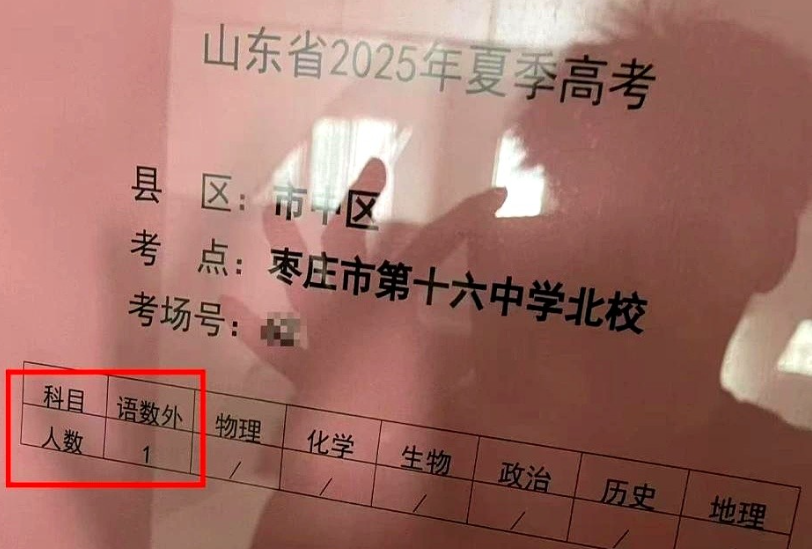 山东省2025年夏季高考
县 区：市中区
考 点：枣庄市第十六中学北校
考场号：
科目 语数外 物理 化学 生物 政治 历史 地理
人数 1 / / / / /